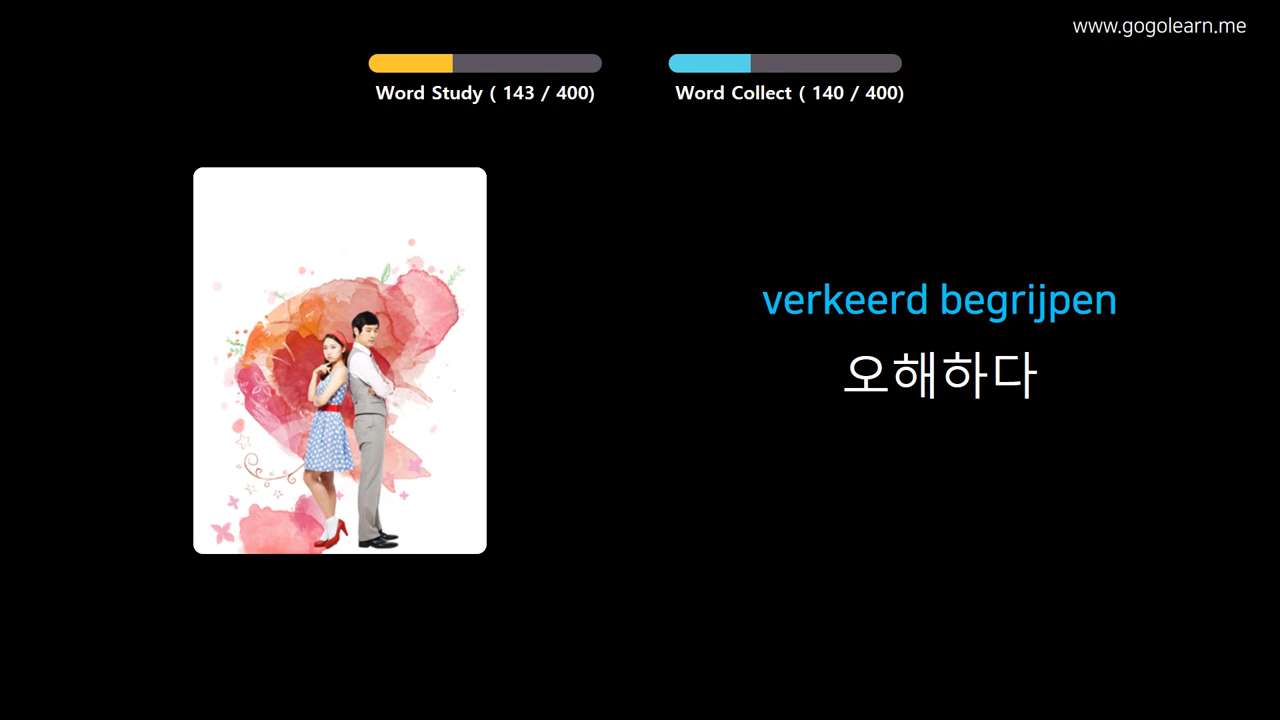 www.gogolearn.me
Word Study ( 143 / 400)
Word Collect ( 140 / 400)
verkeerd begrijpen
오해하다